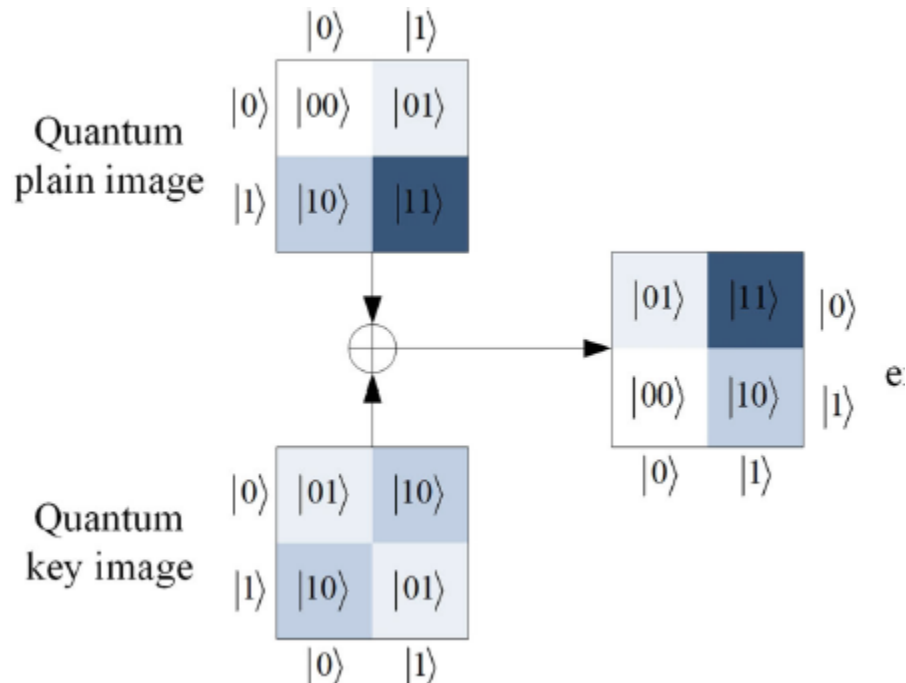 |0⟩ |1⟩
|0⟩ |00⟩ |01⟩
Quantum
plain image
|1⟩ |10⟩ |11⟩
|01⟩ |11⟩ |0⟩
|00⟩ |10⟩ |1⟩
|0⟩ |1⟩
|0⟩ |01⟩ |10⟩
Quantum
key image
|1⟩ |10⟩ |01⟩
|0⟩ |1⟩